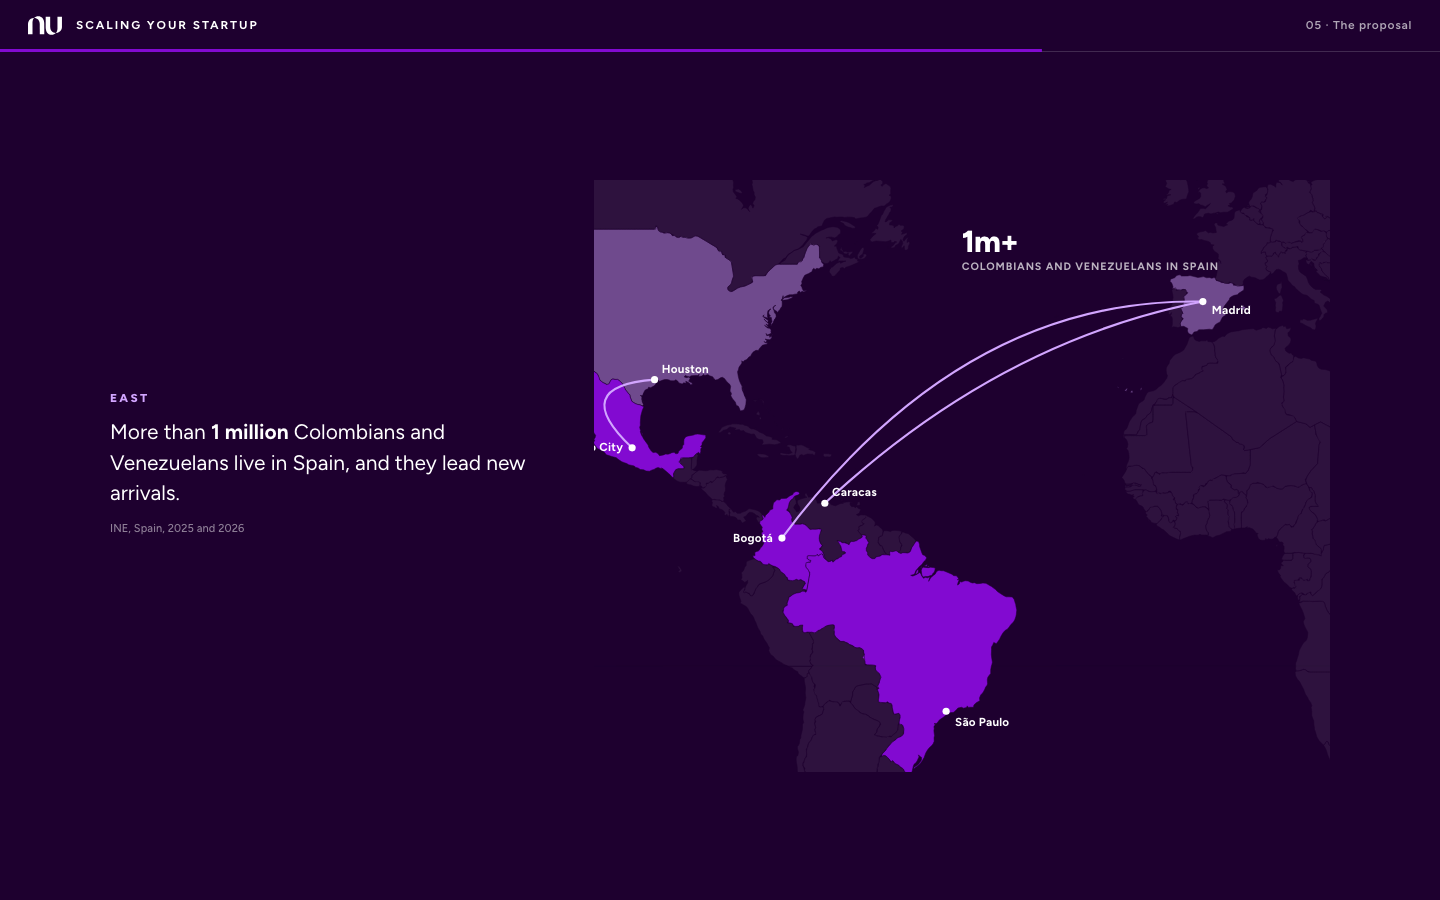 nu SCALING YOUR STARTUP
05 · The proposal
EAST
More than 1 million Colombians and
Venezuelans live in Spain, and they lead new
arrivals.
INE, Spain, 2025 and 2026
1m+
COLOMBIANS AND VENEZUELANS IN SPAIN
Madrid
Houston
City
Caracas
Bogotá
São Paulo